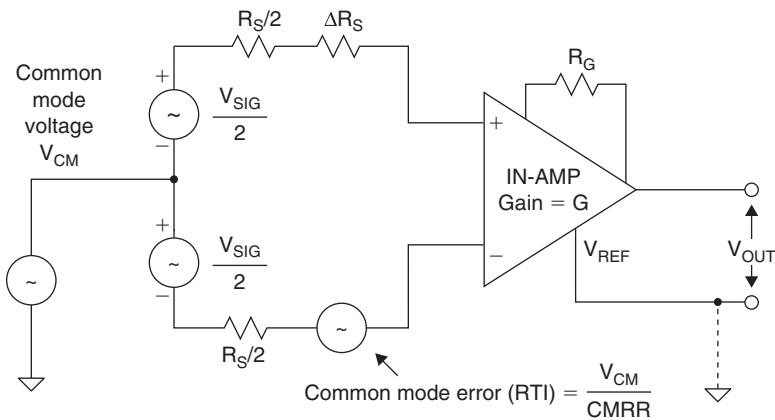 R_S/2
ΔR_S
R_G
Common
mode
voltage
V_CM
+
~
−
V_SIG
2
+
IN-AMP
Gain = G
−
+
~
−
V_SIG
2
~
V_REF
V_OUT
R_S/2
~
Common mode error (RTI) = V_CM
CMRR